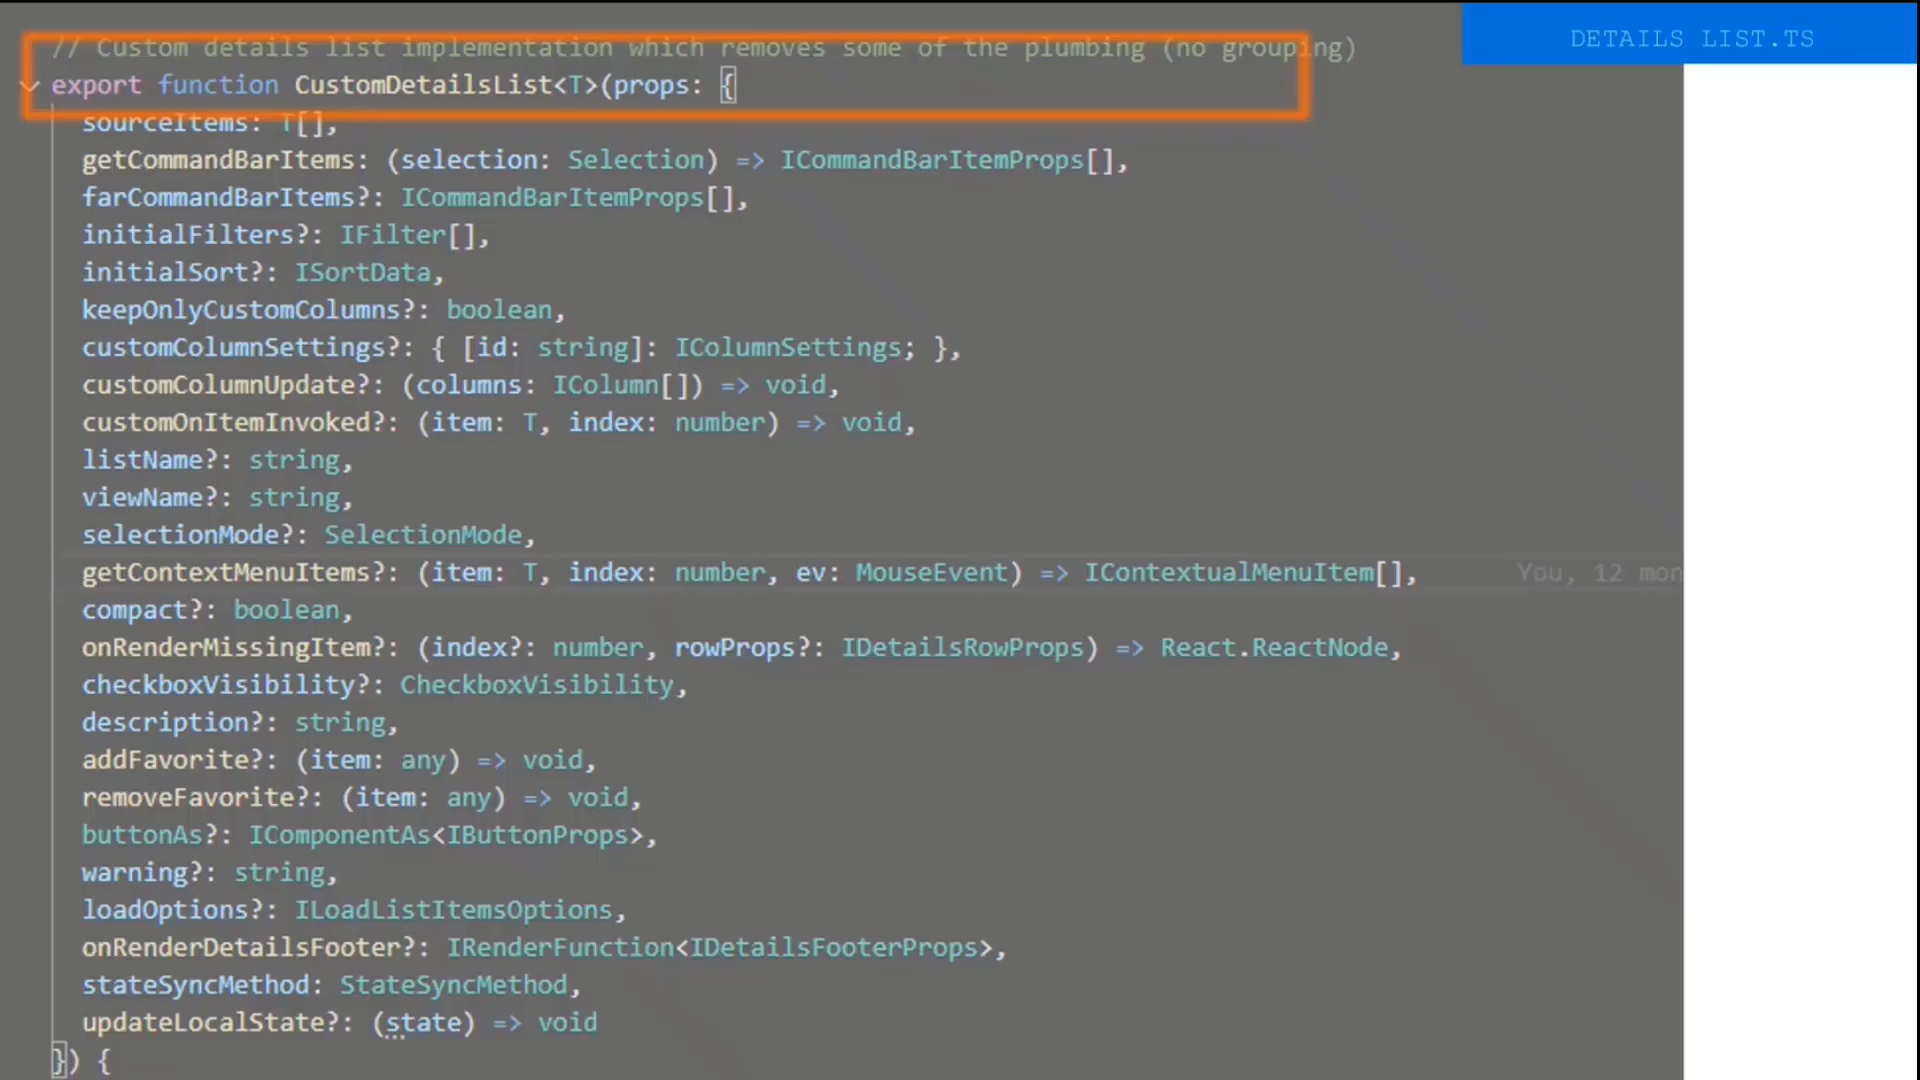 DETAILS LIST.TS
// Custom details list implementation which removes some of the plumbing (no grouping)
export function CustomDetailsList<T>(props: {
sourceItems: T[],
getCommandBarItems: (selection: Selection) => ICommandBarItemProps[],
farCommandBarItems?: ICommandBarItemProps[],
initialFilters?: IFilter[],
initialSort?: ISortData,
keepOnlyCustomColumns?: boolean,
customColumnSettings?: { [id: string]: IColumnSettings; },
customColumnUpdate?: (columns: IColumn[]) => void,
customOnItemInvoked?: (item: T, index: number) => void,
listName?: string,
viewName?: string,
selectionMode?: SelectionMode,
getContextMenuItems?: (item: T, index: number, ev: MouseEvent) => IContextualMenuItem[], You, 12 mon
compact?: boolean,
onRenderMissingItem?: (index?: number, rowProps?: IDetailsRowProps) => React.ReactNode,
checkboxVisibility?: CheckboxVisibility,
description?: string,
addFavorite?: (item: any) => void,
removeFavorite?: (item: any) => void,
buttonAs?: IComponentAs<IButtonProps>,
warning?: string,
loadOptions?: ILoadListItemsOptions,
onRenderDetailsFooter?: IRenderFunction<IDetailsFooterProps>,
stateSyncMethod: StateSyncMethod,
updateLocalState?: (state) => void
}) {